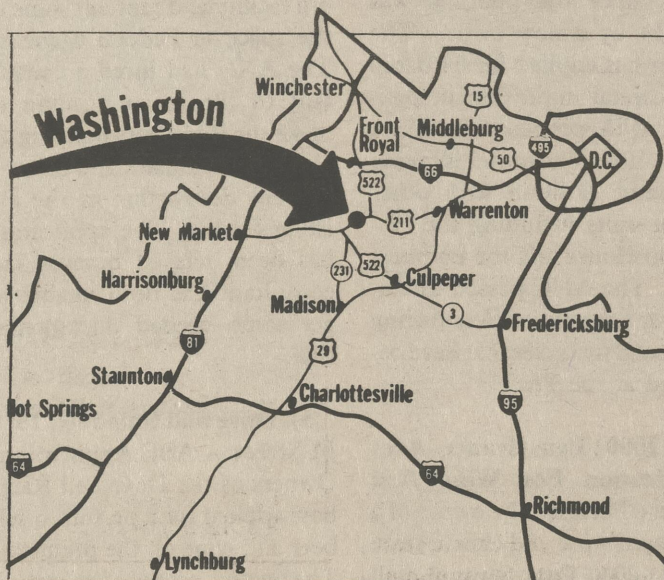 Winchester
15
Washington
Front
Royal
Middleburg
495
50
D.C.
66
522
Warrenton
211
New Market
231
522
Culpeper
Harrisonburg
Madison
3
Fredericksburg
29
81
Staunton
Charlottesville
95
Hot Springs
64
64
Richmond
Lynchburg